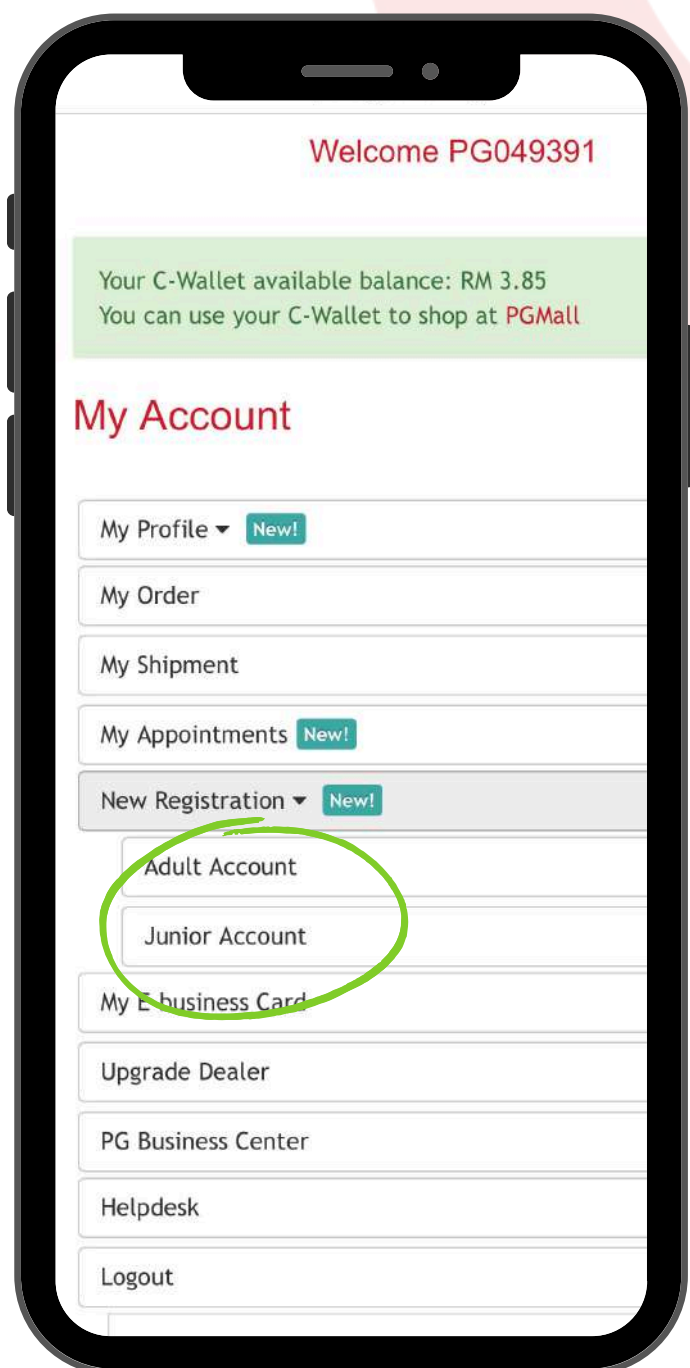 Welcome PG049391
Your C-Wallet available balance: RM 3.85
You can use your C-Wallet to shop at PGMall
My Account
My Profile New!
My Order
My Shipment
My Appointments New!
New Registration New!
Adult Account
Junior Account
My E-business Card
Upgrade Dealer
PG Business Center
Helpdesk
Logout